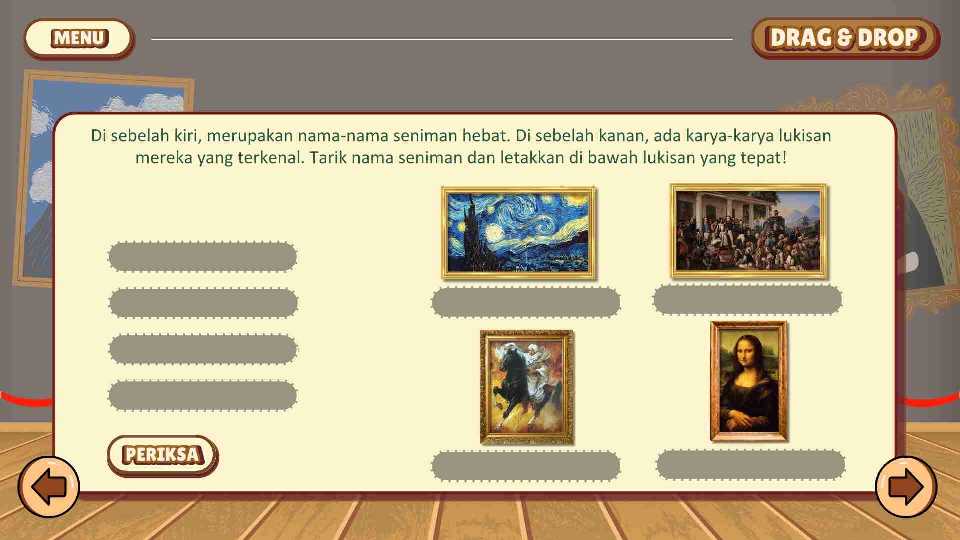 MENU
DRAG & DROP
Di sebelah kiri, merupakan nama-nama seniman hebat. Di sebelah kanan, ada karya-karya lukisan
mereka yang terkenal. Tarik nama seniman dan letakkan di bawah lukisan yang tepat!
PERIKSA